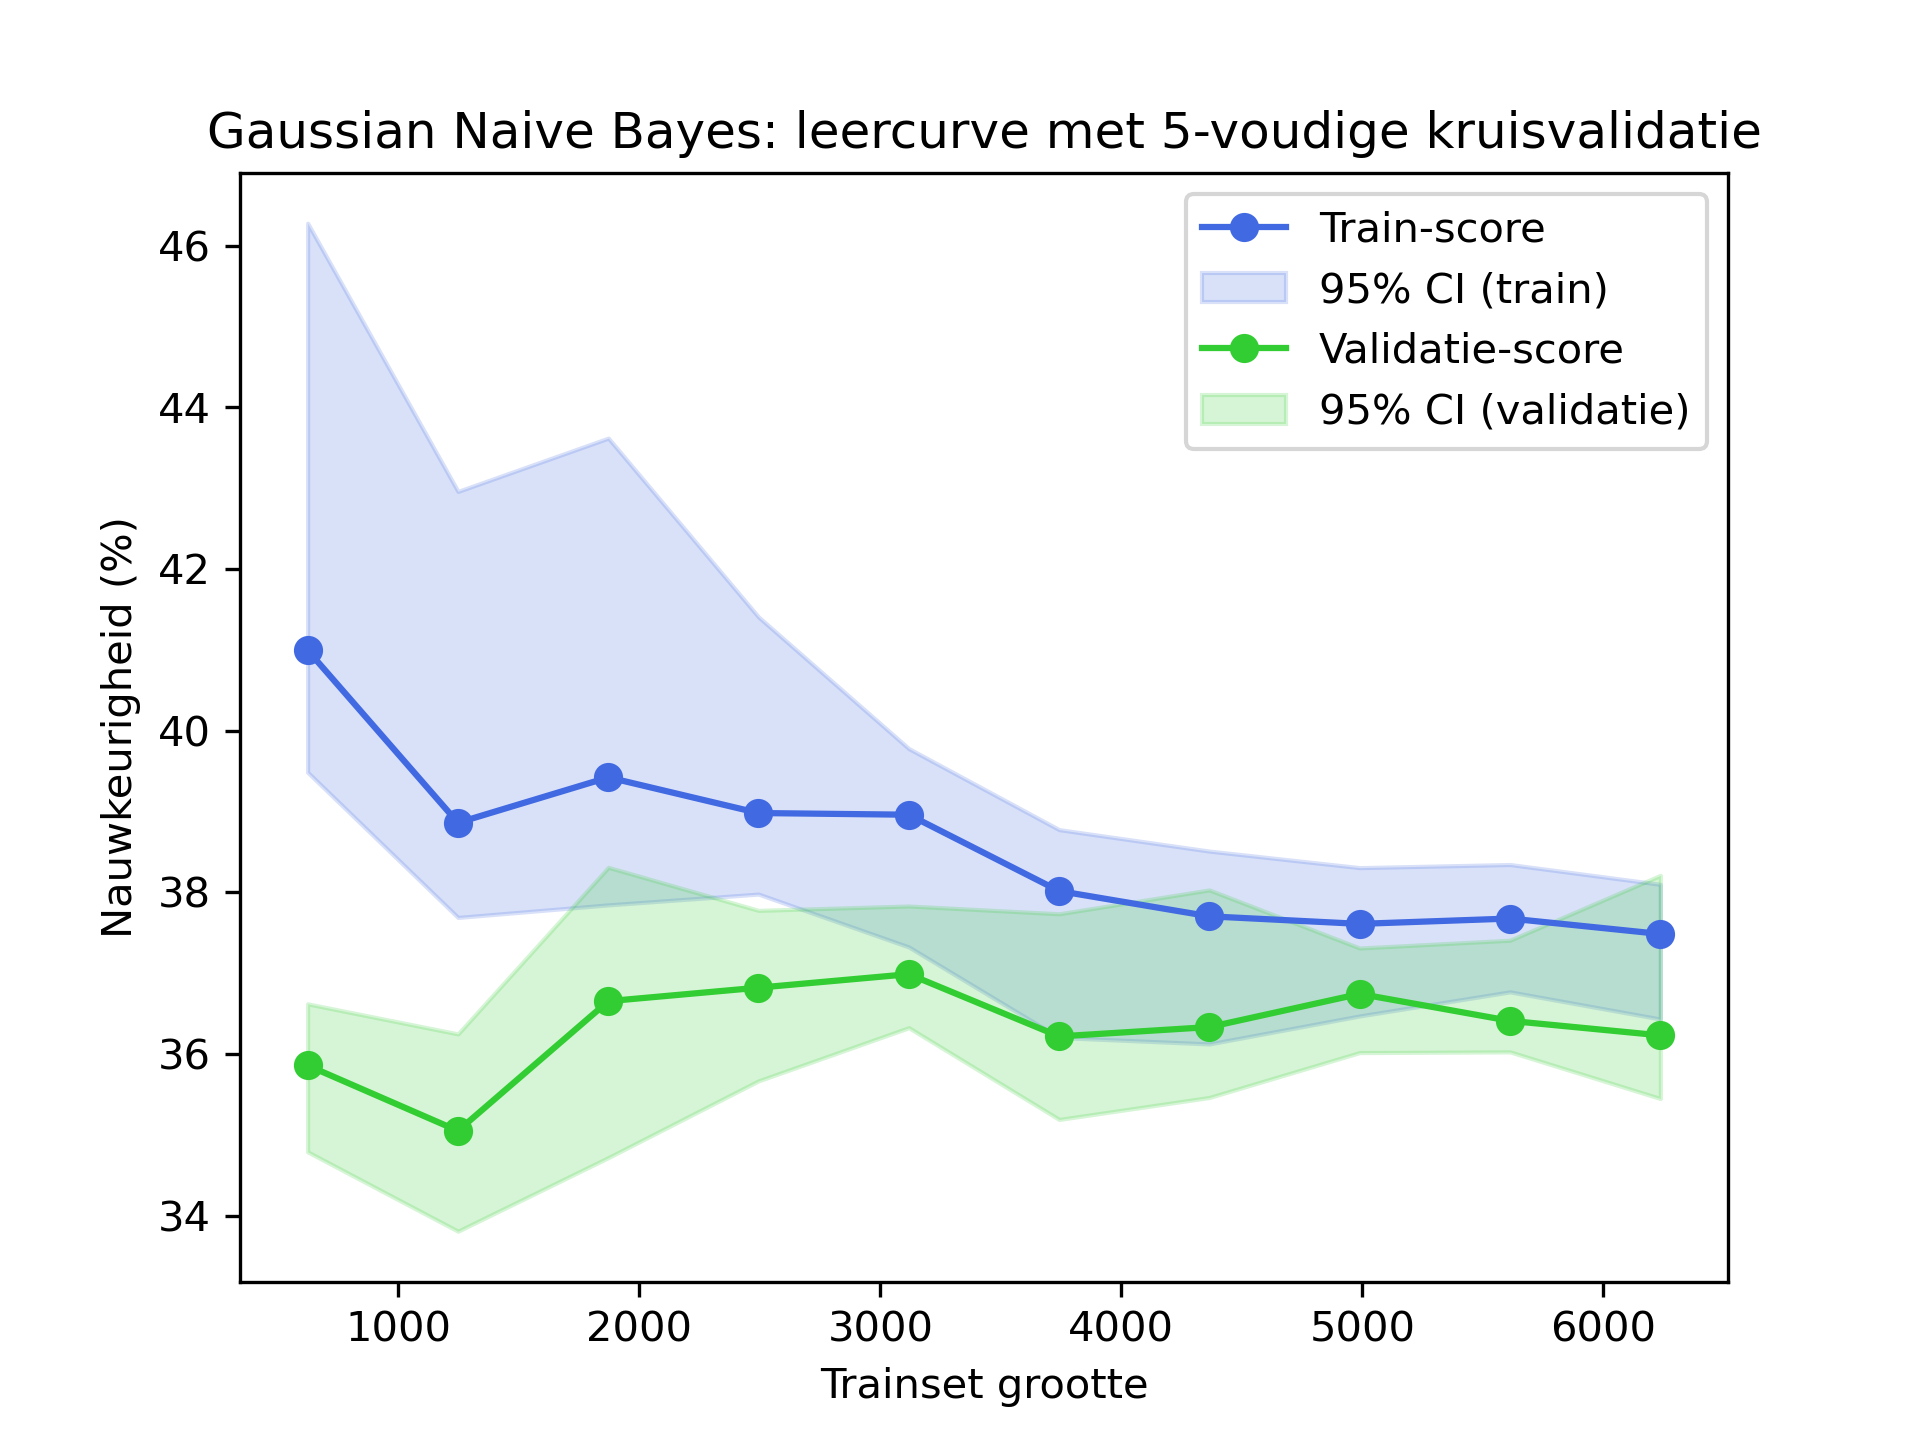 Gaussian Naive Bayes: leercurve met 5-voudige kruisvalidatie
Train-score
95% CI (train)
Validatie-score
95% CI (validatie)
Nauwkeurigheid (%)
46
44
42
40
38
36
34
1000 2000 3000 4000 5000 6000
Trainset grootte